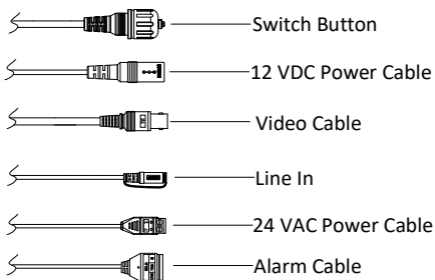 Switch Button
12 VDC Power Cable
Video Cable
Line In
24 VAC Power Cable
Alarm Cable